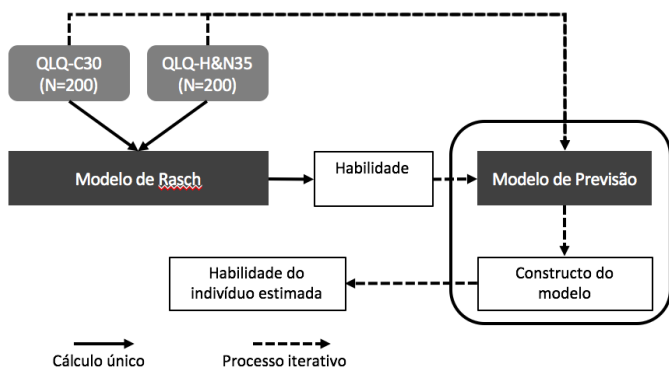 QLQ-C30
(N=200)
QLQ-H&N35
(N=200)
Modelo de Rasch
Habilidade
Modelo de Previsão
Habilidade do
indivíduo estimada
Constructo do
modelo
Cálculo único
Processo iterativo